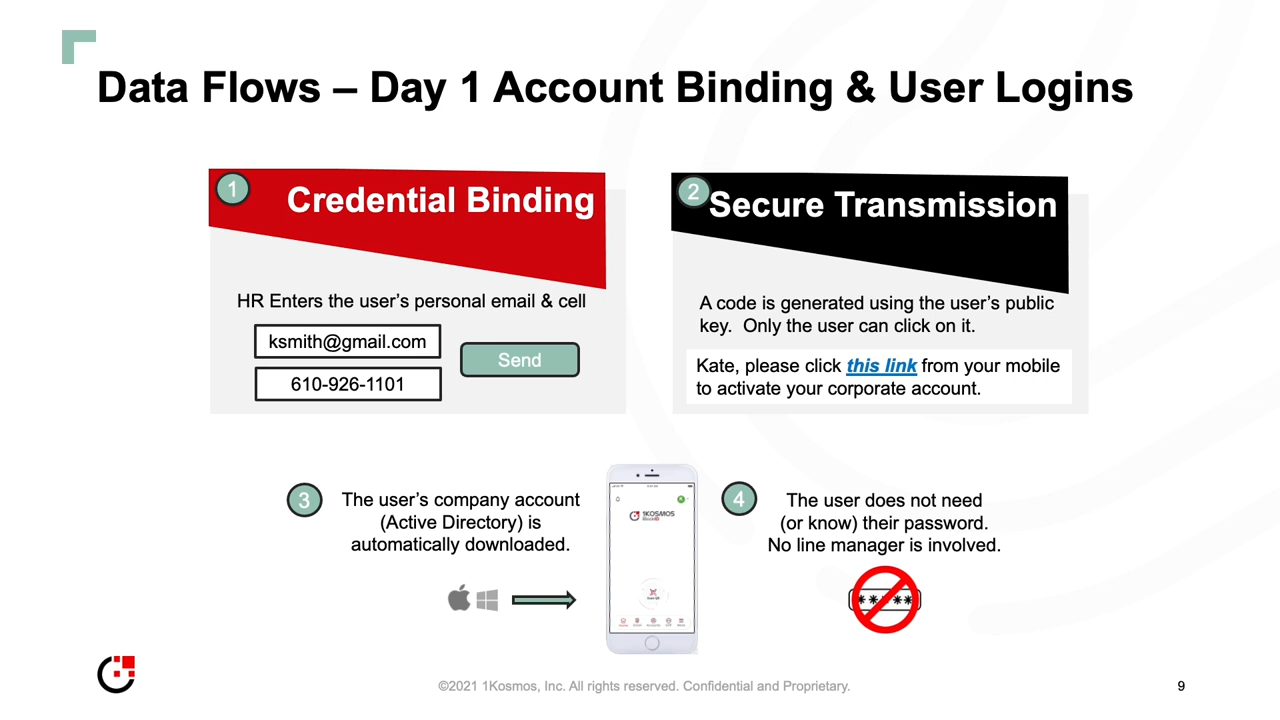 Data Flows – Day 1 Account Binding & User Logins
1
Credential Binding
HR Enters the user's personal email & cell
ksmith@gmail.com
610-926-1101
Send
2
Secure Transmission
A code is generated using the user's public
key.  Only the user can click on it.
Kate, please click this link from your mobile
to activate your corporate account.
3
The user's company account
(Active Directory) is
automatically downloaded.
1KOSMOS
BlockID
4
The user does not need
(or know) their password.
No line manager is involved.
©2021 1Kosmos, Inc. All rights reserved. Confidential and Proprietary.
9